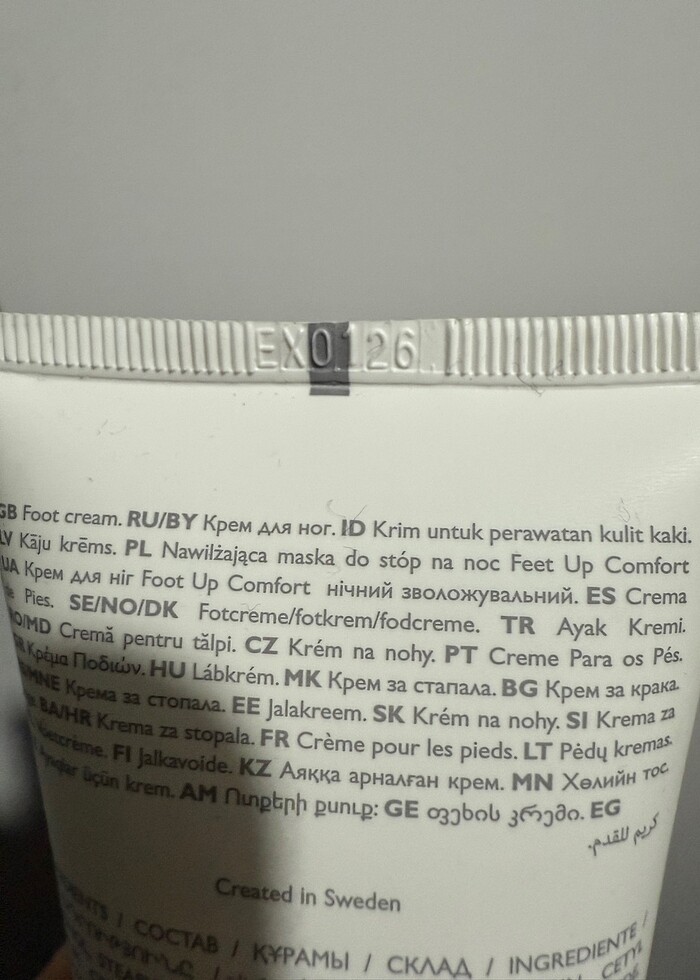 EX0126
GB Foot cream. RU/BY Крем для ног. ID Krim untuk perawatan kulit kaki.
LV Kāju krēms. PL Nawilżająca maska do stóp na noc Feet Up Comfort
UA Крем для ніг Foot Up Comfort нічний зволожувальний. ES Crema
Pies. SE/NO/DK Fotcrème/fotkrem/fodcreme. TR Ayak Kremi.
RO/MD Cremă pentru tălpi. CZ Krém na nohy. PT Creme Para os Pés.
GR Κρέμα Ποδιών. HU Lábkrém. MK Крем за стапала. BG Крем за крака.
Крема за стопала. EE Jalakreem. SK Krém na nohy. SI Krema za
BA/HR Krema za stopala. FR Crème pour les pieds. LT Pėdų kremas.
FI Jalkavoide. KZ Аяққа арналған крем. MN Хөлийн тос.
üçün krem. AM Ոտքերի քսուք: GE ფეხის კრემი. EG
كريم للقدم.
Created in Sweden
/ СОСТАВ / ҚҰРАМЫ / СКЛАД / INGREDIENTE /
CETYL